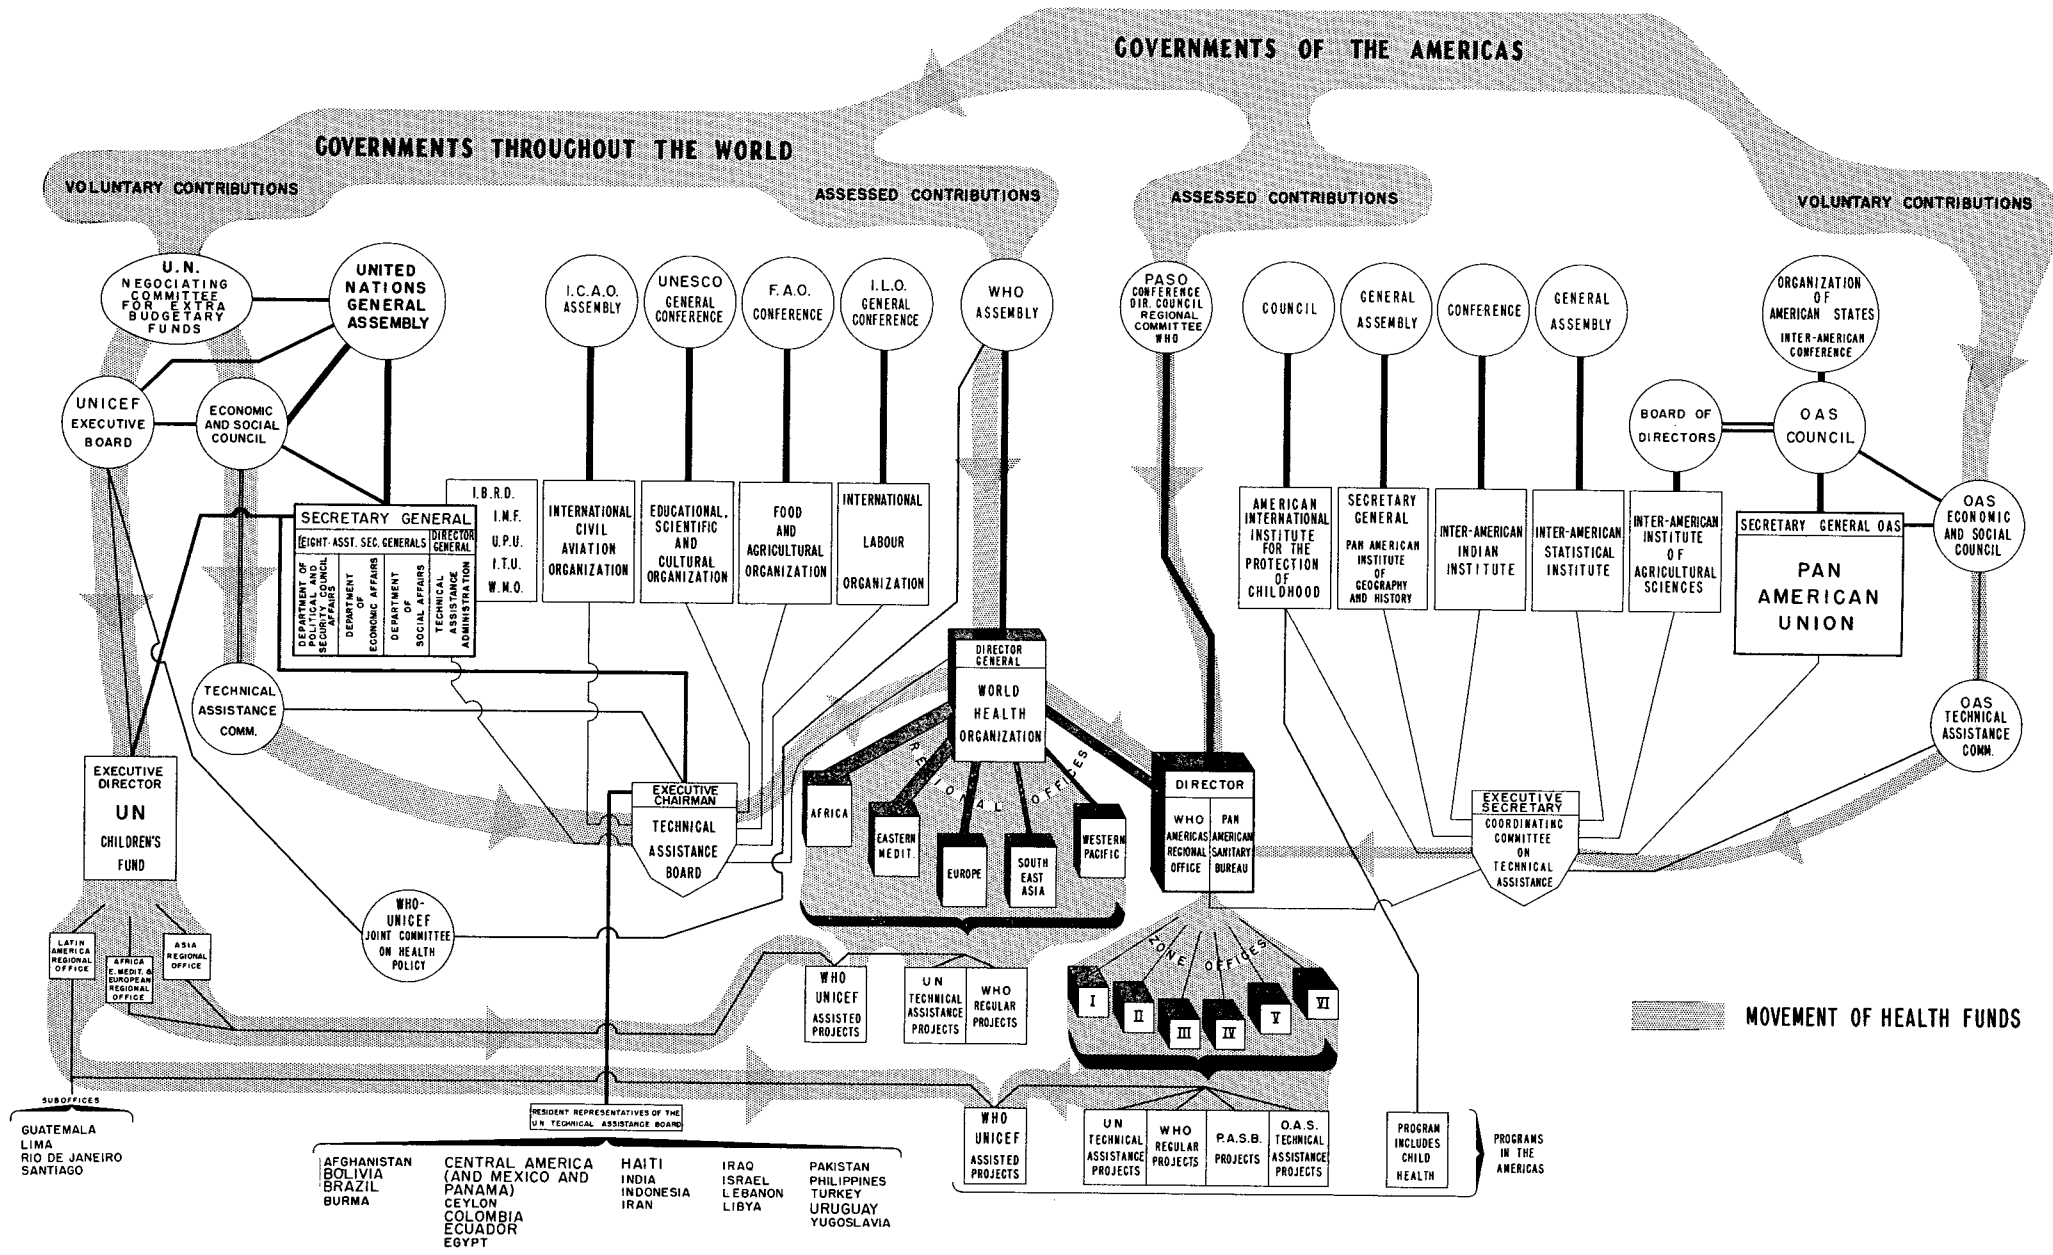 GOVERNMENTS OF THE AMERICAS
GOVERNMENTS THROUGHOUT THE WORLD
VOLUNTARY CONTRIBUTIONS
ASSESSED CONTRIBUTIONS
ASSESSED CONTRIBUTIONS
VOLUNTARY CONTRIBUTIONS
U.N.
NEGOCIATING
COMMITTEE
FOR EXTRA
BUDGETARY
FUNDS
UNITED
NATIONS
GENERAL
ASSEMBLY
I.C.A.O.
ASSEMBLY
UNESCO
GENERAL
CONFERENCE
F.A.O.
CONFERENCE
I.L.O.
GENERAL
CONFERENCE
WHO
ASSEMBLY
PASO
CONFERENCE
DIR. COUNCIL
REGIONAL
COMMITTEE
WHO
COUNCIL
GENERAL
ASSEMBLY
CONFERENCE
GENERAL
ASSEMBLY
ORGANIZATION
OF
AMERICAN STATES
INTER-AMERICAN
CONFERENCE
UNICEF
EXECUTIVE
BOARD
ECONOMIC
AND SOCIAL
COUNCIL
BOARD OF
DIRECTORS
OAS
COUNCIL
SECRETARY GENERAL
EIGHT ASST. SEC. GENERALS
DIRECTOR
GENERAL
DEPARTMENT OF
POLITICAL AND
SECURITY COUNCIL
AFFAIRS
DEPARTMENT
OF
ECONOMIC AFFAIRS
DEPARTMENT
OF
SOCIAL AFFAIRS
TECHNICAL
ASSISTANCE
ADMINISTRATION
I.B.R.D.
I.M.F.
U.P.U.
I.T.U.
W.M.O.
INTERNATIONAL
CIVIL
AVIATION
ORGANIZATION
EDUCATIONAL,
SCIENTIFIC
AND
CULTURAL
ORGANIZATION
FOOD
AND
AGRICULTURAL
ORGANIZATION
INTERNATIONAL
LABOUR
ORGANIZATION
AMERICAN
INTERNATIONAL
INSTITUTE
FOR THE
PROTECTION
OF
CHILDHOOD
SECRETARY
GENERAL
PAN AMERICAN
INSTITUTE
OF
GEOGRAPHY
AND HISTORY
INTER-AMERICAN
INDIAN
INSTITUTE
INTER-AMERICAN
STATISTICAL
INSTITUTE
INTER-AMERICAN
INSTITUTE
OF
AGRICULTURAL
SCIENCES
SECRETARY GENERAL OAS
PAN
AMERICAN
UNION
OAS
ECONOMIC
AND SOCIAL
COUNCIL
TECHNICAL
ASSISTANCE
COMM.
DIRECTOR
GENERAL
WORLD
HEALTH
ORGANIZATION
OAS
TECHNICAL
ASSISTANCE
COMM.
EXECUTIVE
DIRECTOR
UN
CHILDREN'S
FUND
EXECUTIVE
CHAIRMAN
TECHNICAL
ASSISTANCE
BOARD
REGIONAL OFFICES
AFRICA
EASTERN
MEDIT.
EUROPE
SOUTH
EAST
ASIA
WESTERN
PACIFIC
DIRECTOR
WHO
AMERICAS
REGIONAL
OFFICE
PAN
AMERICAN
SANITARY
BUREAU
EXECUTIVE
SECRETARY
COORDINATING
COMMITTEE
ON
TECHNICAL
ASSISTANCE
LATIN
AMERICA
REGIONAL
OFFICE
AFRICA
E. MEDIT. &
EUROPEAN
REGIONAL
OFFICE
ASIA
REGIONAL
OFFICE
WHO-
UNICEF
JOINT COMMITTEE
ON HEALTH
POLICY
ZONE OFFICES
I
II
III
IV
V
VI
WHO
UNICEF
ASSISTED
PROJECTS
UN
TECHNICAL
ASSISTANCE
PROJECTS
WHO
REGULAR
PROJECTS
MOVEMENT OF HEALTH FUNDS
SUBOFFICES
GUATEMALA
LIMA
RIO DE JANEIRO
SANTIAGO
RESIDENT REPRESENTATIVES OF THE
UN TECHNICAL ASSISTANCE BOARD
AFGHANISTAN
BOLIVIA
BRAZIL
BURMA
CENTRAL AMERICA
(AND MEXICO AND
PANAMA)
CEYLON
COLOMBIA
ECUADOR
EGYPT
HAITI
INDIA
INDONESIA
IRAN
IRAQ
ISRAEL
LEBANON
LIBYA
PAKISTAN
PHILIPPINES
TURKEY
URUGUAY
YUGOSLAVIA
WHO
UNICEF
ASSISTED
PROJECTS
UN
TECHNICAL
ASSISTANCE
PROJECTS
WHO
REGULAR
PROJECTS
P.A.S.B.
PROJECTS
O.A.S.
TECHNICAL
ASSISTANCE
PROJECTS
PROGRAM
INCLUDES
CHILD
HEALTH
PROGRAMS
IN THE
AMERICAS